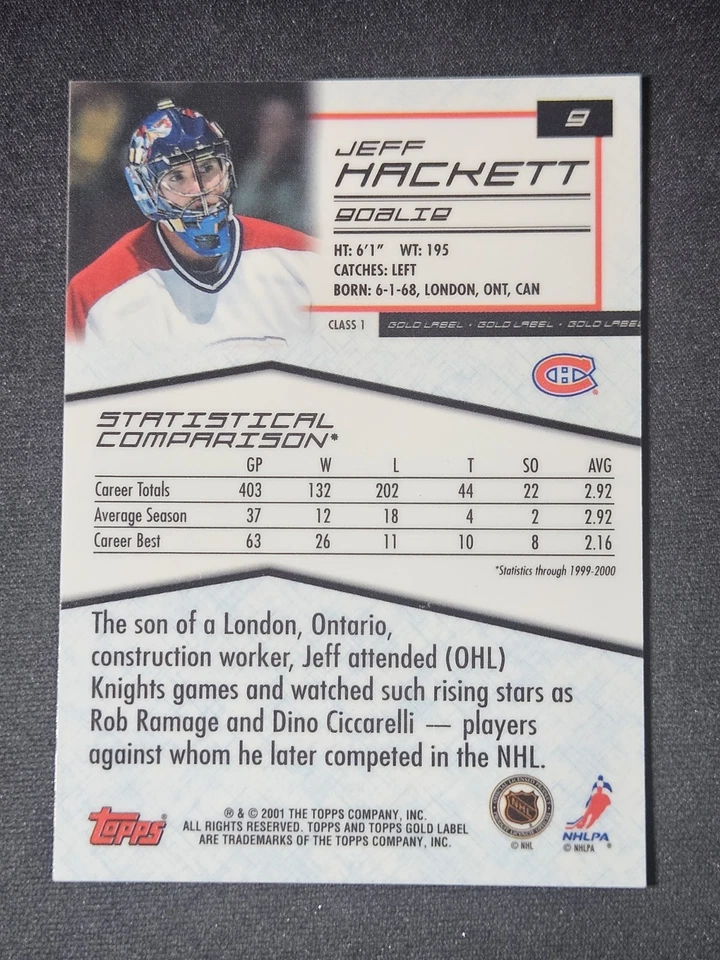 9
JEFF
HACKETT
GOALIE
HT: 6'1" WT: 195
CATCHES: LEFT
BORN: 6-1-68, LONDON, ONT, CAN
CLASS 1
GOLD LABEL · GOLD LABEL · GOLD LABEL
STATISTICAL
COMPARISON*
GP W L T SO AVG
Career Totals 403 132 202 44 22 2.92
Average Season 37 12 18 4 2 2.92
Career Best 63 26 11 10 8 2.16
*Statistics through 1999-2000
The son of a London, Ontario,
construction worker, Jeff attended (OHL)
Knights games and watched such rising stars as
Rob Ramage and Dino Ciccarelli — players
against whom he later competed in the NHL.
Topps
® & © 2001 THE TOPPS COMPANY, INC.
ALL RIGHTS RESERVED. TOPPS AND TOPPS GOLD LABEL
ARE TRADEMARKS OF THE TOPPS COMPANY, INC.
NHL
© NHL
NHLPA
© NHLPA